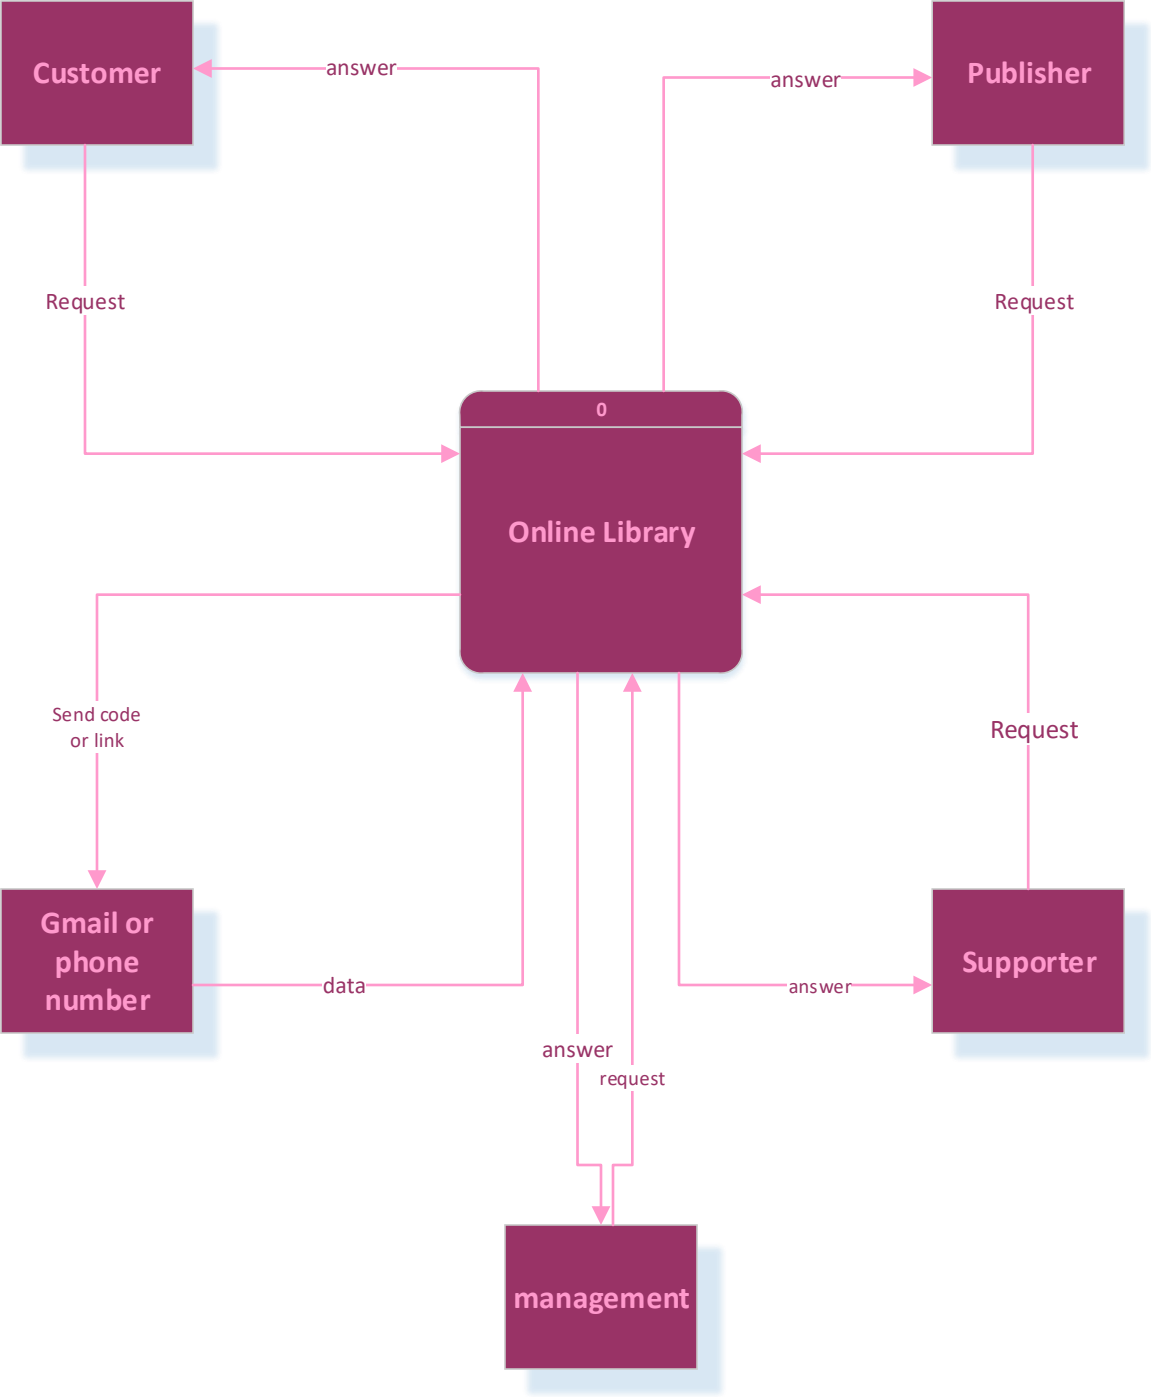 Customer
answer
answer
Publisher
Request
Request
0
Online Library
Send code
or link
Request
Gmail or
phone
number
data
answer
Supporter
answer
request
management